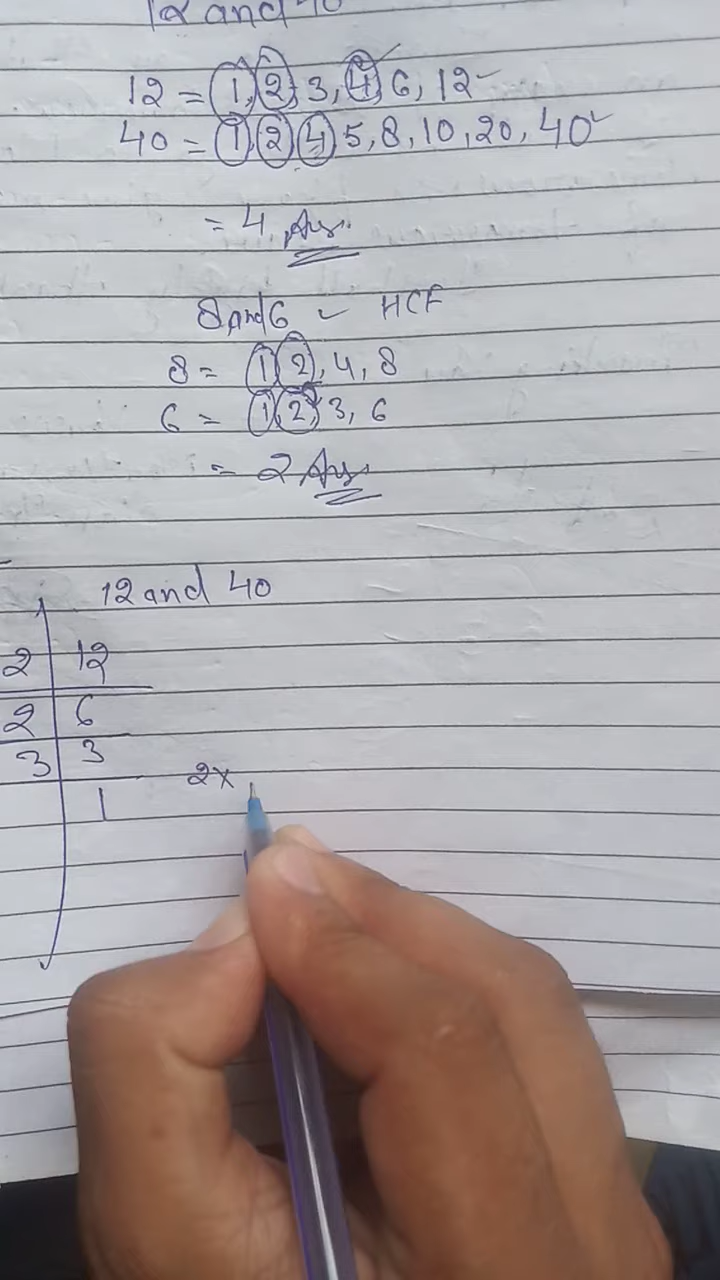 12 and 40
12 = 1, 2, 3, 4, 6, 12
40 = 1, 2, 4, 5, 8, 10, 20, 40
= 4 Ans.
8 and 6 HCF
8 = 1, 2, 4, 8
6 = 1, 2, 3, 6
= 2 Ans
12 and 40
2 12
2 6
3 3
2x
1